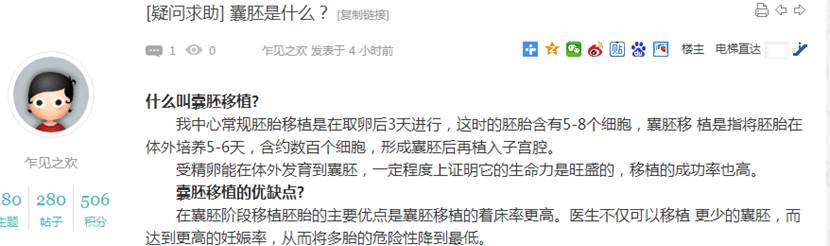 [疑问求助] 囊胚是什么？ [复制链接]
1 0 乍见之欢 发表于 4 小时前 贴 楼主 电梯直达
什么叫囊胚移植?
我中心常规胚胎移植是在取卵后3天进行，这时的胚胎含有5-8个细胞，囊胚移 植是指将胚胎在
体外培养5-6天，含约数百个细胞，形成囊胚后再植入子宫腔。
乍见之欢
受精卵能在体外发育到囊胚，一定程度上证明它的生命力是旺盛的，移植的成功率也高。
80 280 506
主题 帖子 积分
囊胚移植的优缺点?
在囊胚阶段移植胚胎的主要优点是囊胚移植的着床率更高。医生不仅可以移植 更少的囊胚，而
达到更高的妊娠率，从而将多胎的危险性降到最低。